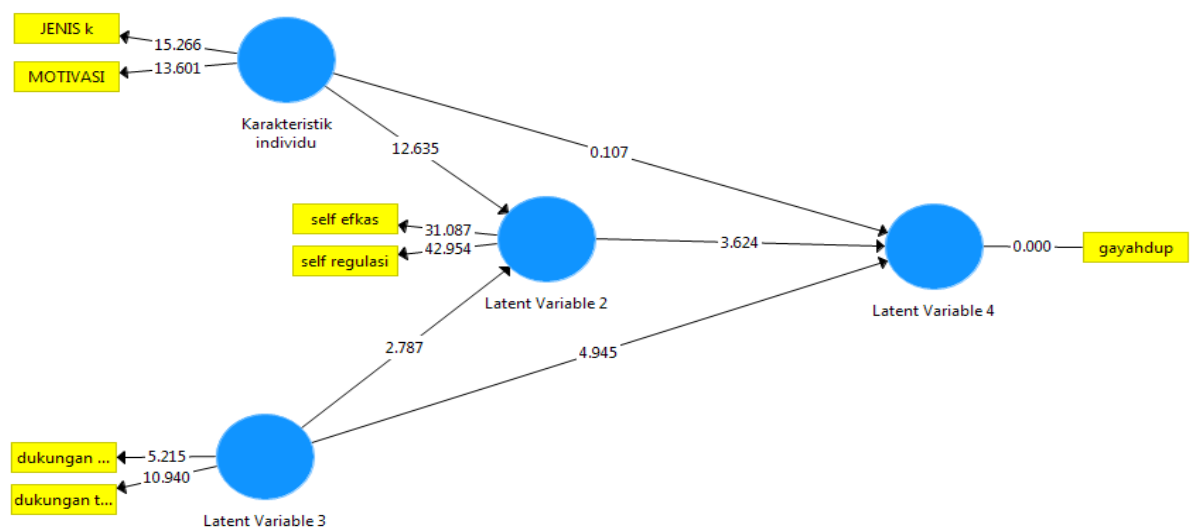 JENIS k
15.266
MOTIVASI
13.601
Karakteristik
individu
12.635
0.107
self efkas
31.087
self regulasi
42.954
Latent Variable 2
3.624
0.000
gayahdup
Latent Variable 4
2.787
4.945
dukungan ...
5.215
dukungan t...
10.940
Latent Variable 3